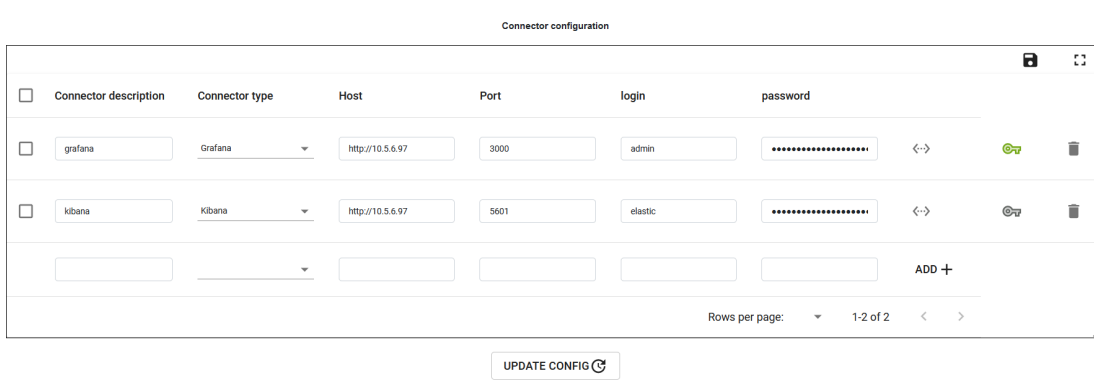 Connector configuration
Connector description Connector type Host Port login password
grafana Grafana http://10.5.6.97 3000 admin
kibana Kibana http://10.5.6.97 5601 elastic
ADD
Rows per page: 1-2 of 2
UPDATE CONFIG